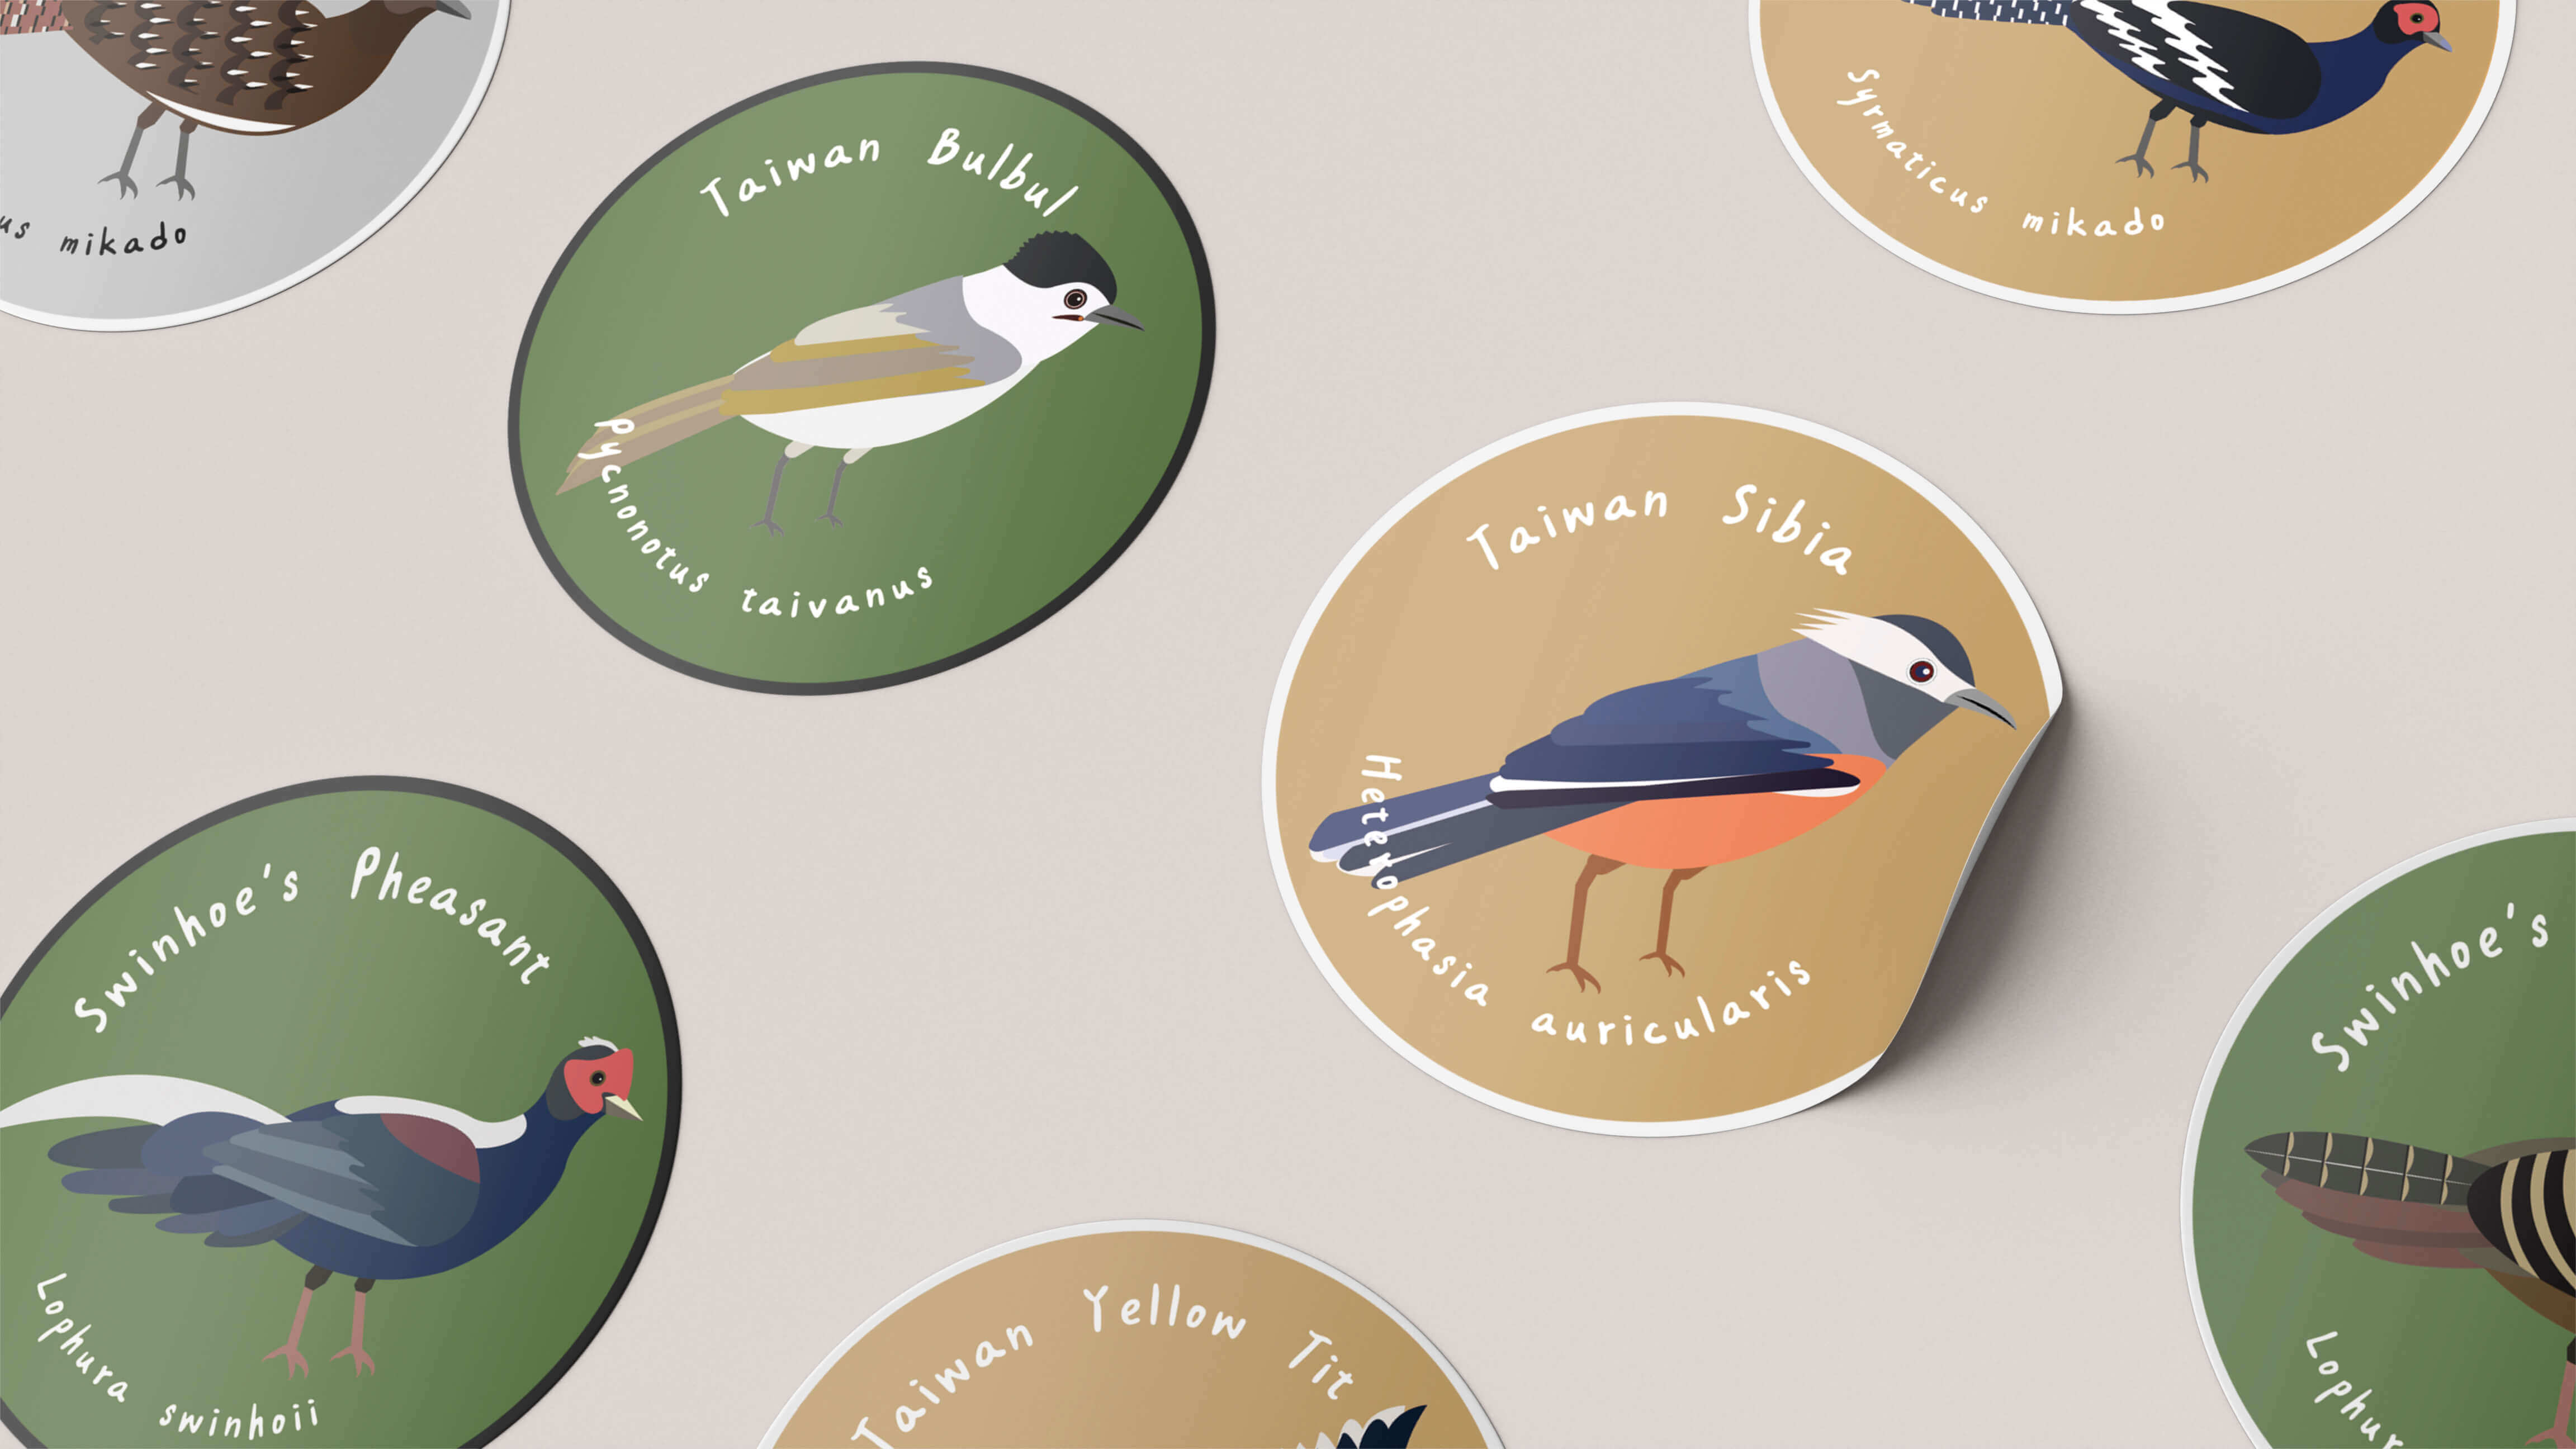 us mikado
Syrmaticus mikado
Taiwan Bulbul
Pycnonotus taivanus
Taiwan Sibia
Heterophasia auricularis
Swinhoe's Pheasant
Lophura swinhoii
Swinhoe's
Lophur
Taiwan Yellow Tit